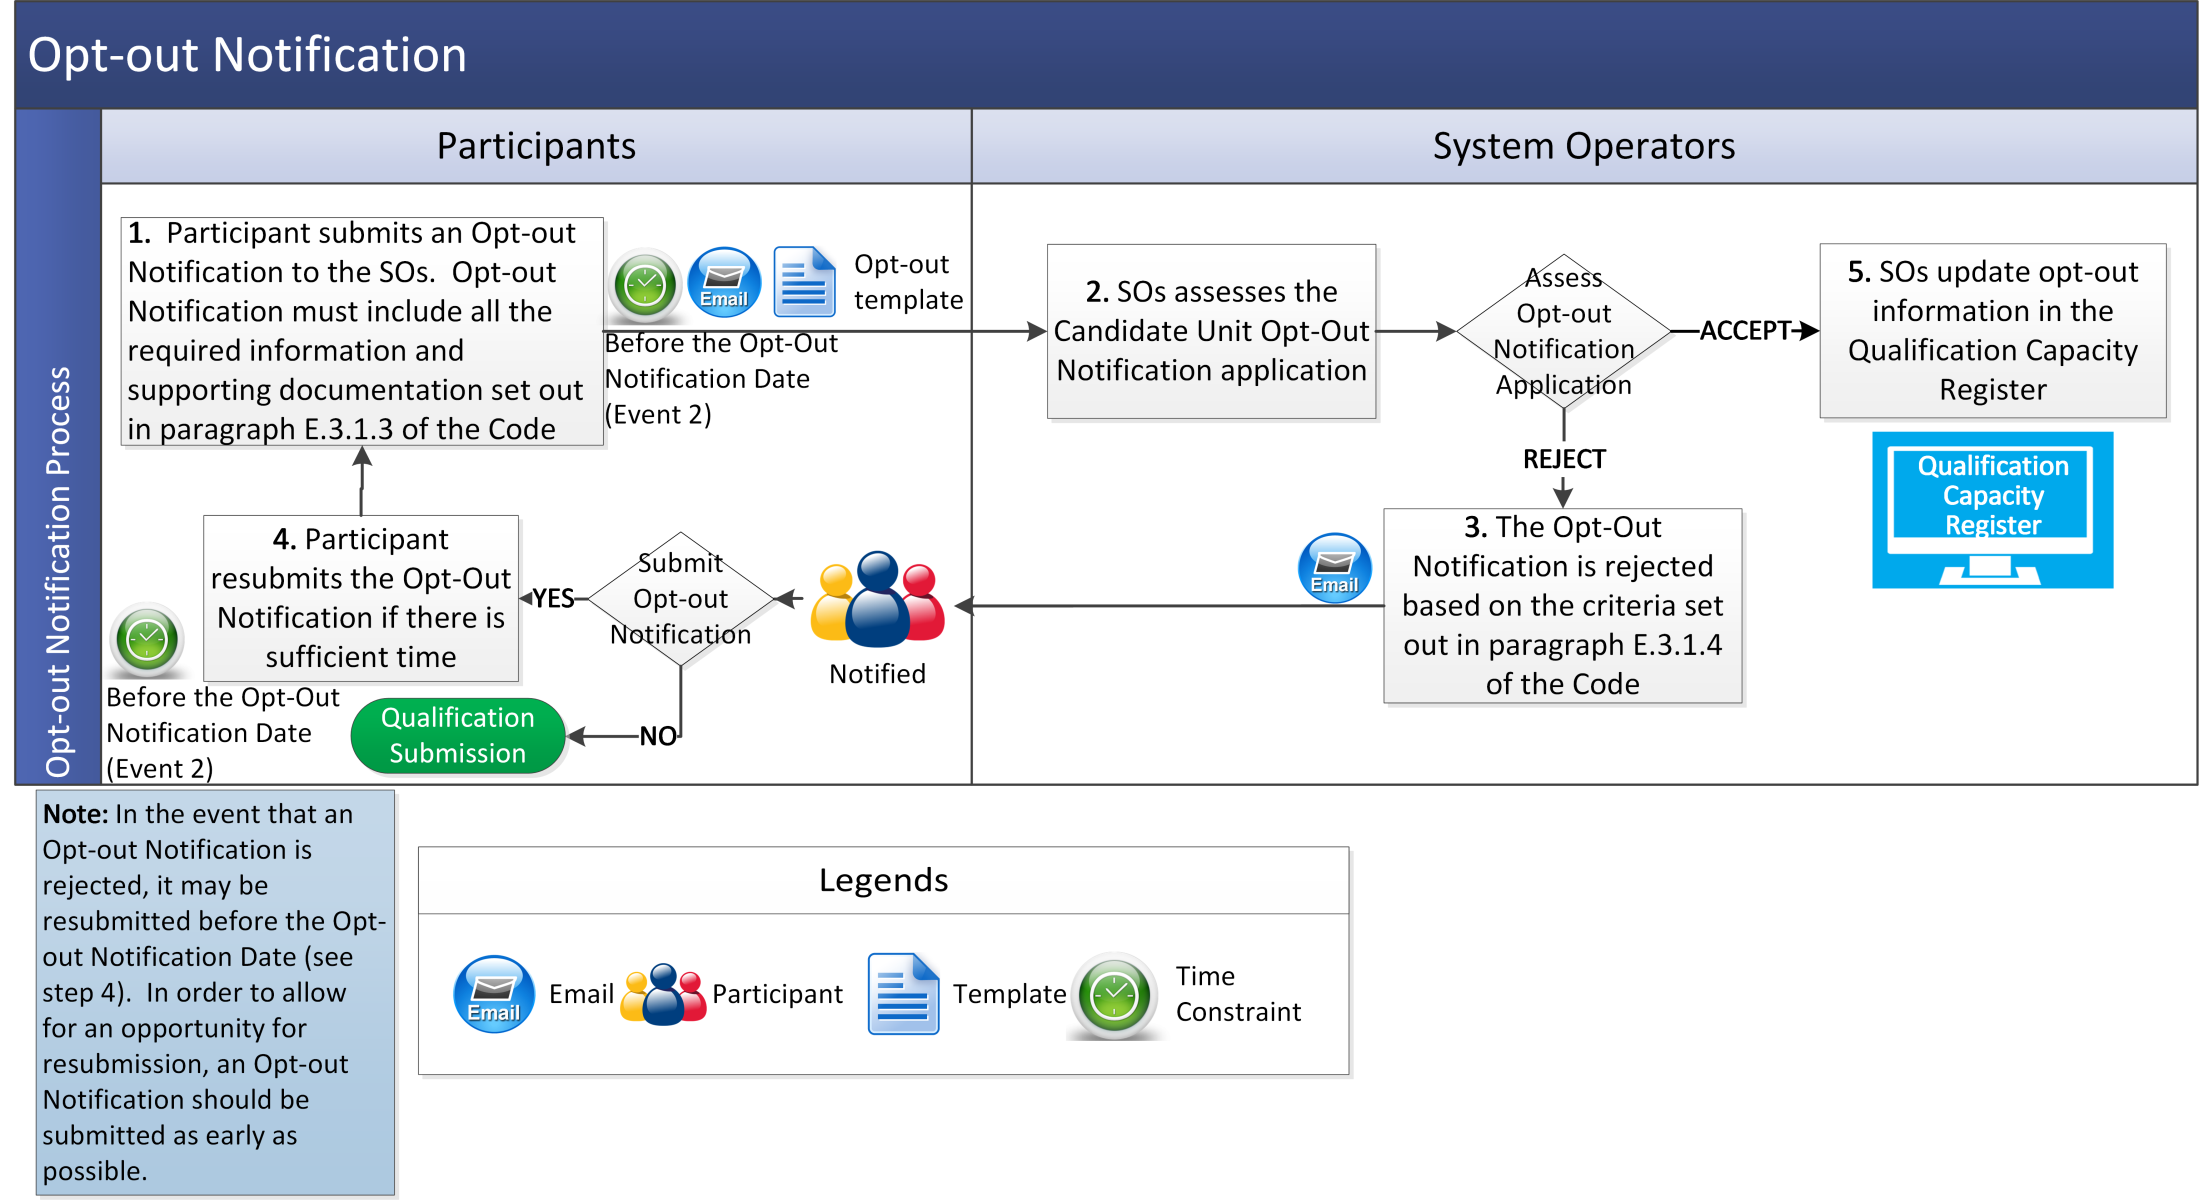 Opt-out Notification
Participants
System Operators
Opt-out Notification Process
1.  Participant submits an Opt-out
Notification to the SOs.  Opt-out
Notification must include all the
required information and
supporting documentation set out
in paragraph E.3.1.3 of the Code
Email
Opt-out
template
Before the Opt-Out
Notification Date
(Event 2)
2. SOs assesses the
Candidate Unit Opt-Out
Notification application
Assess
Opt-out
Notification
Application
ACCEPT
5. SOs update opt-out
information in the
Qualification Capacity
Register
Qualification
Capacity
Register
REJECT
3. The Opt-Out
Notification is rejected
based on the criteria set
out in paragraph E.3.1.4
of the Code
Email
Notified
Submit
Opt-out
Notification
YES
4. Participant
resubmits the Opt-Out
Notification if there is
sufficient time
Before the Opt-Out
Notification Date
(Event 2)
NO
Qualification
Submission
Note: In the event that an
Opt-out Notification is
rejected, it may be
resubmitted before the Opt-
out Notification Date (see
step 4).  In order to allow
for an opportunity for
resubmission, an Opt-out
Notification should be
submitted as early as
possible.
Legends
Email
Email
Participant
Template
Time
Constraint